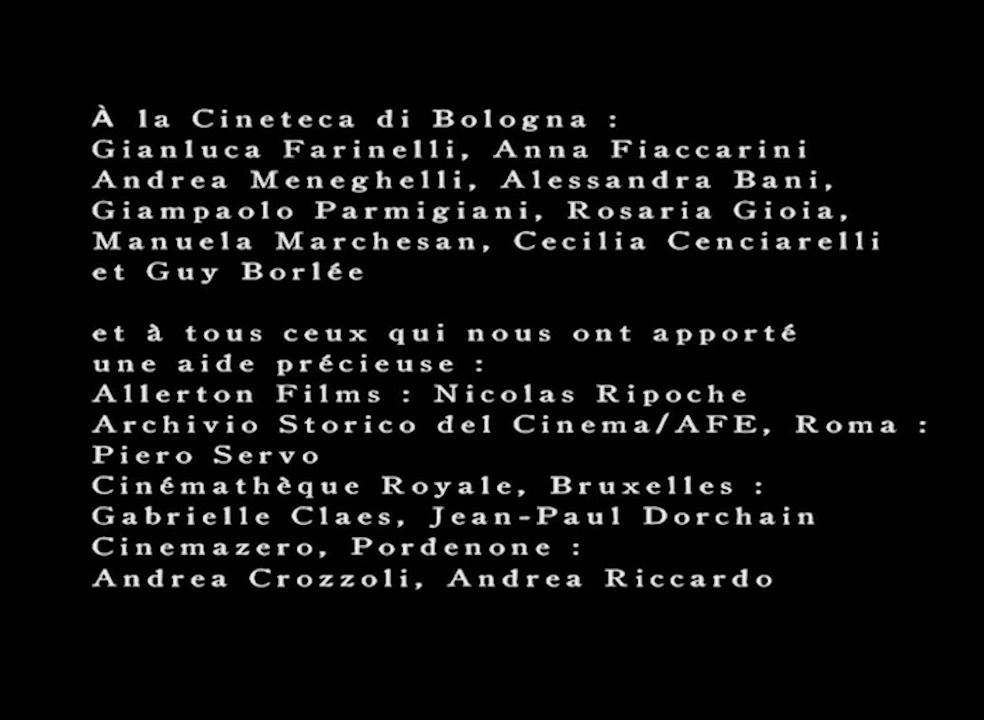 À la Cineteca di Bologna :
Gianluca Farinelli, Anna Fiaccarini
Andrea Meneghelli, Alessandra Bani,
Giampaolo Parmigiani, Rosaria Gioia,
Manuela Marchesan, Cecilia Cenciarelli
et Guy Borlée
et à tous ceux qui nous ont apporté
une aide précieuse :
Allerton Films : Nicolas Ripoche
Archivio Storico del Cinema/AFE, Roma :
Piero Servo
Cinémathèque Royale, Bruxelles :
Gabrielle Claes, Jean-Paul Dorchain
Cinemazero, Pordenone :
Andrea Crozzoli, Andrea Riccardo